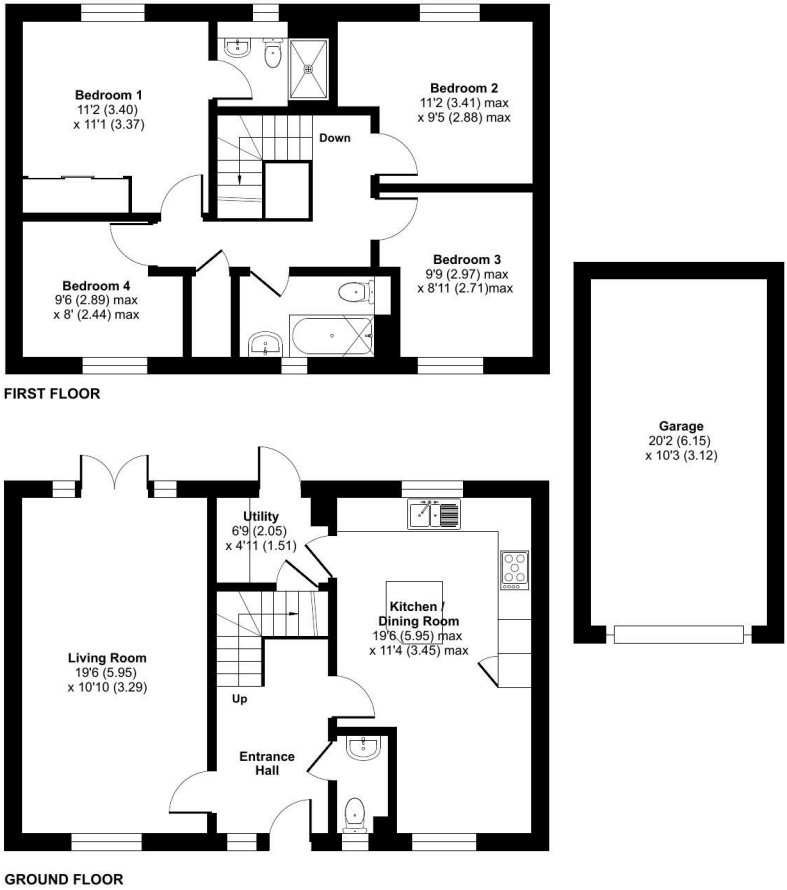 Bedroom 1
11'2 (3.40)
x 11'1 (3.37)
Bedroom 2
11'2 (3.41) max
x 9'5 (2.88) max
Down
Bedroom 3
9'9 (2.97) max
x 8'11 (2.71)max
Bedroom 4
9'6 (2.89) max
x 8' (2.44) max
FIRST FLOOR
Garage
20'2 (6.15)
x 10'3 (3.12)
Utility
6'9 (2.05)
x 4'11 (1.51)
Kitchen /
Dining Room
19'6 (5.95) max
x 11'4 (3.45) max
Living Room
19'6 (5.95)
x 10'10 (3.29)
Up
Entrance
Hall
GROUND FLOOR